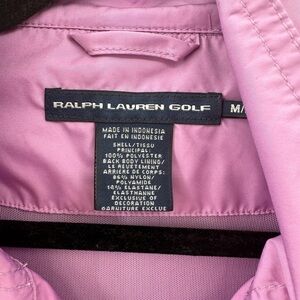 RALPH LAUREN GOLF
M/
MADE IN INDONESIA
FAIT EN INDONESIE
SHELL/TISSU
PRINCIPAL:
100% POLYESTER
BACK BODY LINING/
LE REVETEMENT
ARRIERE DE CORPS:
86% NYLON/
POLYAMIDE
14% ELASTANE/
ELASTHANNE
EXCLUSIVE OF
DECORATION
GARNITURE EXCLUE